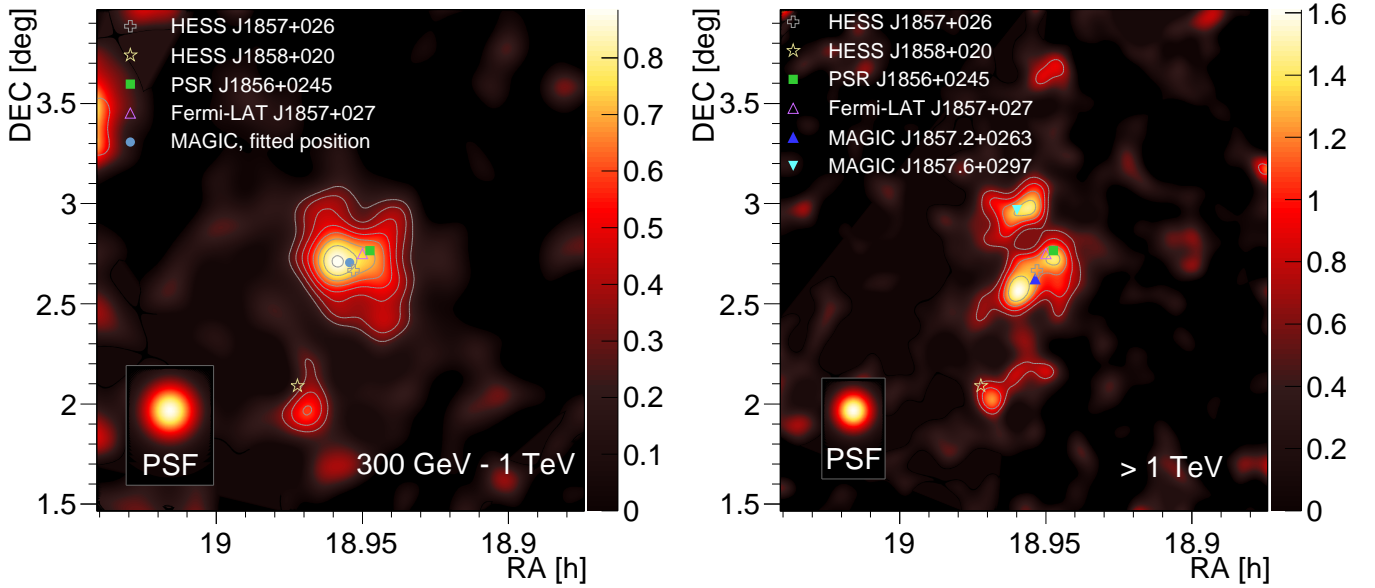 DEC [deg]
HESS J1857+026
HESS J1858+020
PSR J1856+0245
Fermi-LAT J1857+027
MAGIC, fitted position
3.5
3
2.5
2
1.5
PSF
300 GeV - 1 TeV
19
18.95
18.9
RA [h]
0.8
0.7
0.6
0.5
0.4
0.3
0.2
0.1
0
DEC [deg]
HESS J1857+026
HESS J1858+020
PSR J1856+0245
Fermi-LAT J1857+027
MAGIC J1857.2+0263
MAGIC J1857.6+0297
3.5
3
2.5
2
1.5
PSF
> 1 TeV
19
18.95
18.9
RA [h]
1.6
1.4
1.2
1
0.8
0.6
0.4
0.2
0